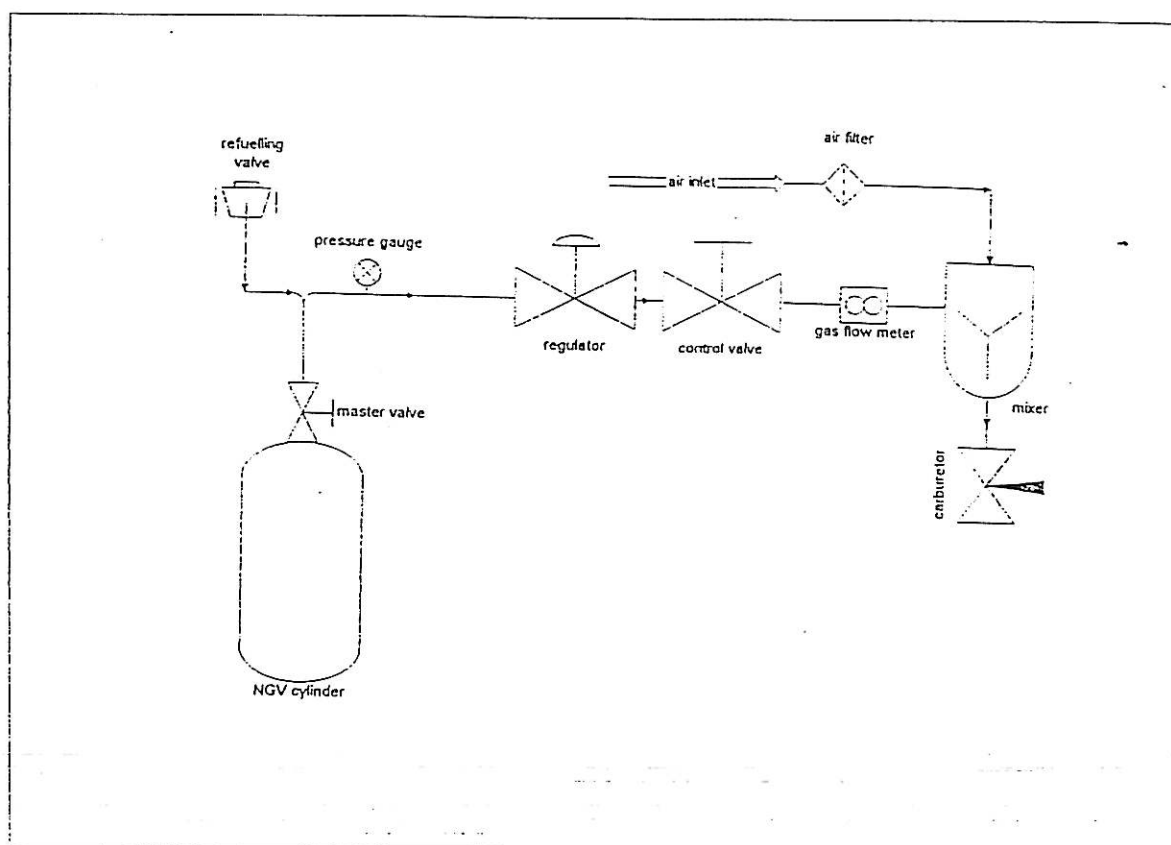 refuelling
valve
air filter
air inlet
pressure gauge
regulator
control valve
gas flow meter
mixer
master valve
carburetor
NGV cylinder